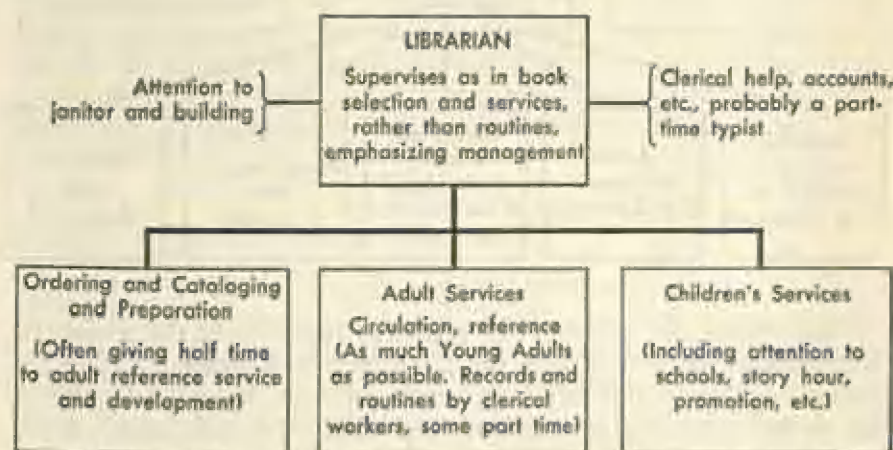 LIBRARIAN
Supervises as in book
selection and services,
rather than routines,
emphasizing management
Attention to
janitor and building
Clerical help, accounts,
etc., probably a part-
time typist
Ordering and Cataloging
and Preparation
(Often giving half time
to adult reference service
and development)
Adult Services
Circulation, reference
(As much Young Adults
as possible. Records and
routines by clerical
workers, some part time)
Children's Services
(Including attention to
schools, story hour,
promotion, etc.)